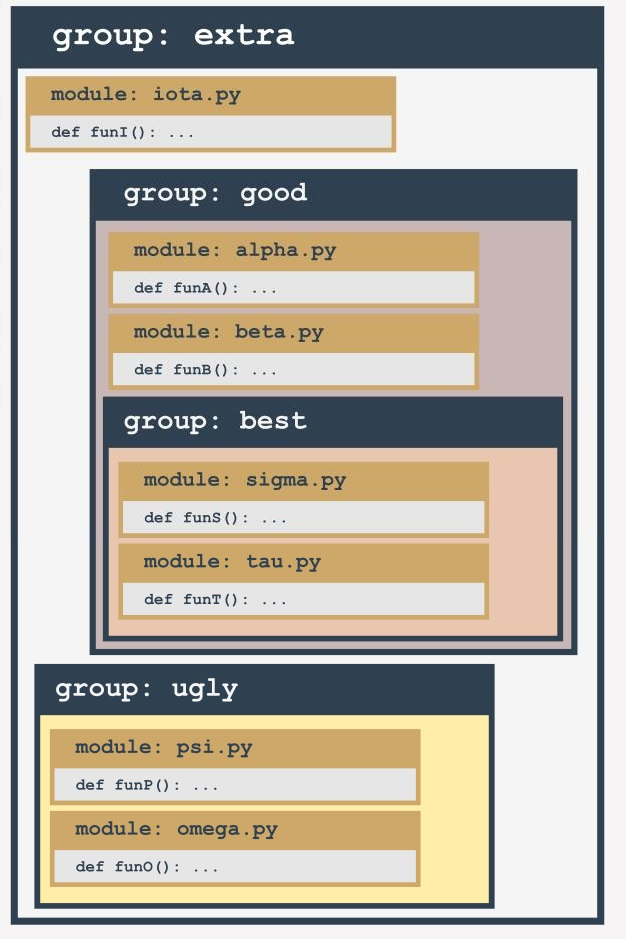 group: extra
module: iota.py
def funI(): ...
group: good
module: alpha.py
def funA(): ...
module: beta.py
def funB(): ...
group: best
module: sigma.py
def funS(): ...
module: tau.py
def funT(): ...
group: ugly
module: psi.py
def funP(): ...
module: omega.py
def funO(): ...